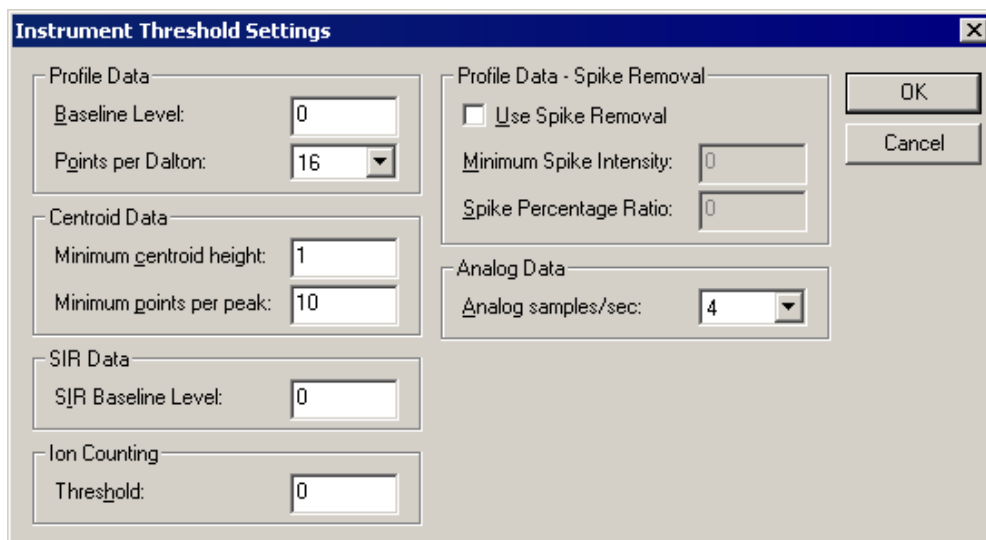 Instrument Threshold Settings
Profile Data
Baseline Level: 0
Points per Dalton: 16
Centroid Data
Minimum centroid height: 1
Minimum points per peak: 10
SIR Data
SIR Baseline Level: 0
Ion Counting
Threshold: 0
Profile Data - Spike Removal
Use Spike Removal
Minimum Spike Intensity: 0
Spike Percentage Ratio: 0
Analog Data
Analog samples/sec: 4
OK
Cancel